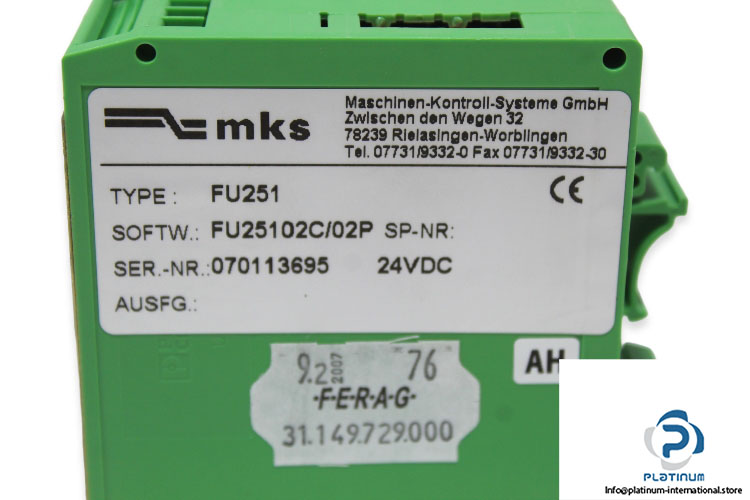 mks
Maschinen-Kontroll-Systeme GmbH
Zwischen den Wegen 32
78239 Rielasingen-Worblingen
Tel. 07731/9332-0 Fax 07731/9332-30
TYPE : FU251
CE
SOFTW.: FU25102C/02P SP-NR:
SER.-NR.:070113695 24VDC
AUSFG.:
9.2 2007 76
-F-E-R-A-G-
31.149.729.000
AH
PLATINUM
Info@platinum-international.store